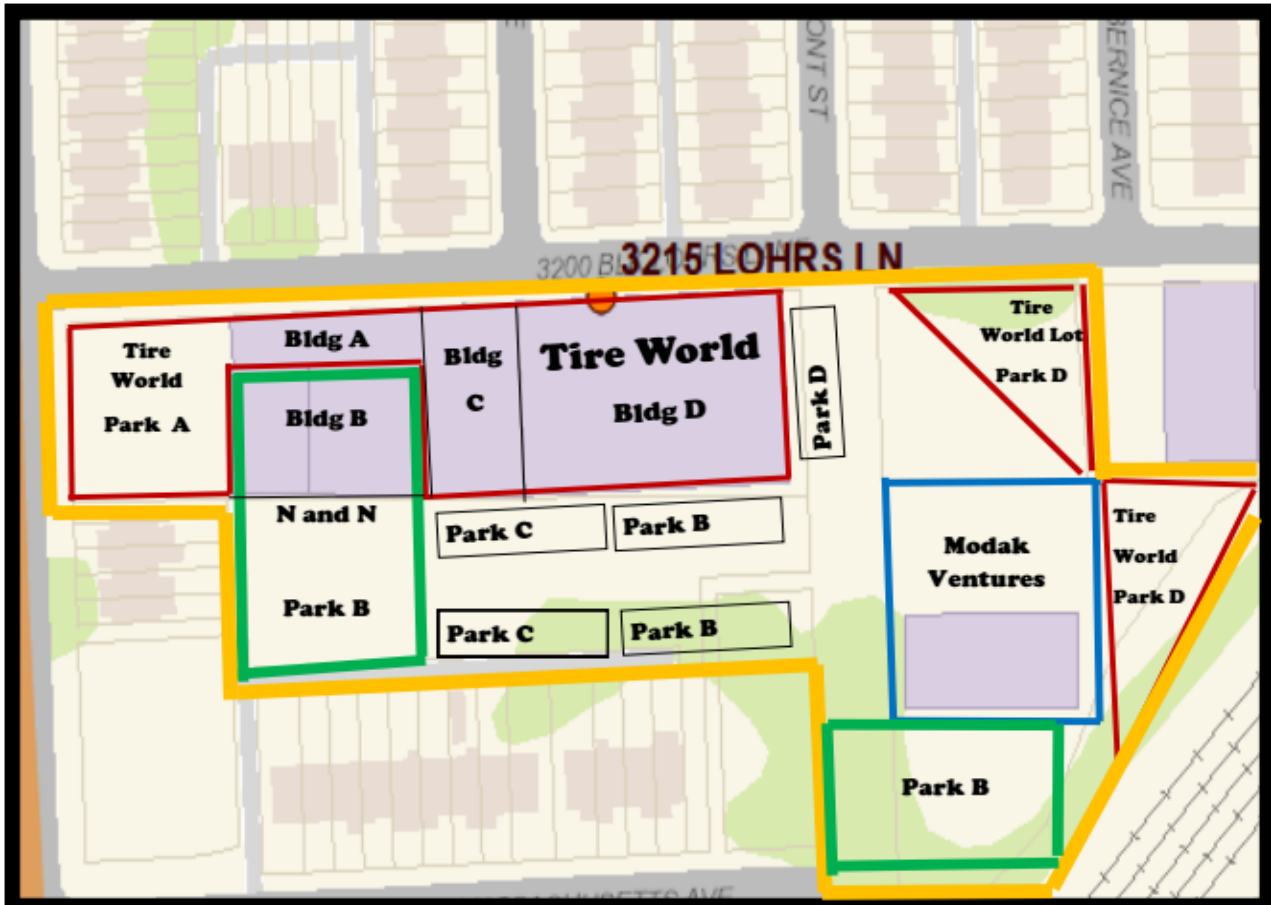 ONT ST
BERNICE AVE
3215 LOHRS LN
3200
Tire
World
Park A
Bldg A
Bldg B
Bldg
C
Tire World
Bldg D
Park D
Tire
World Lot
Park D
N and N
Park B
Park C
Park B
Park C
Park B
Modak
Ventures
Tire
World
Park D
Park B